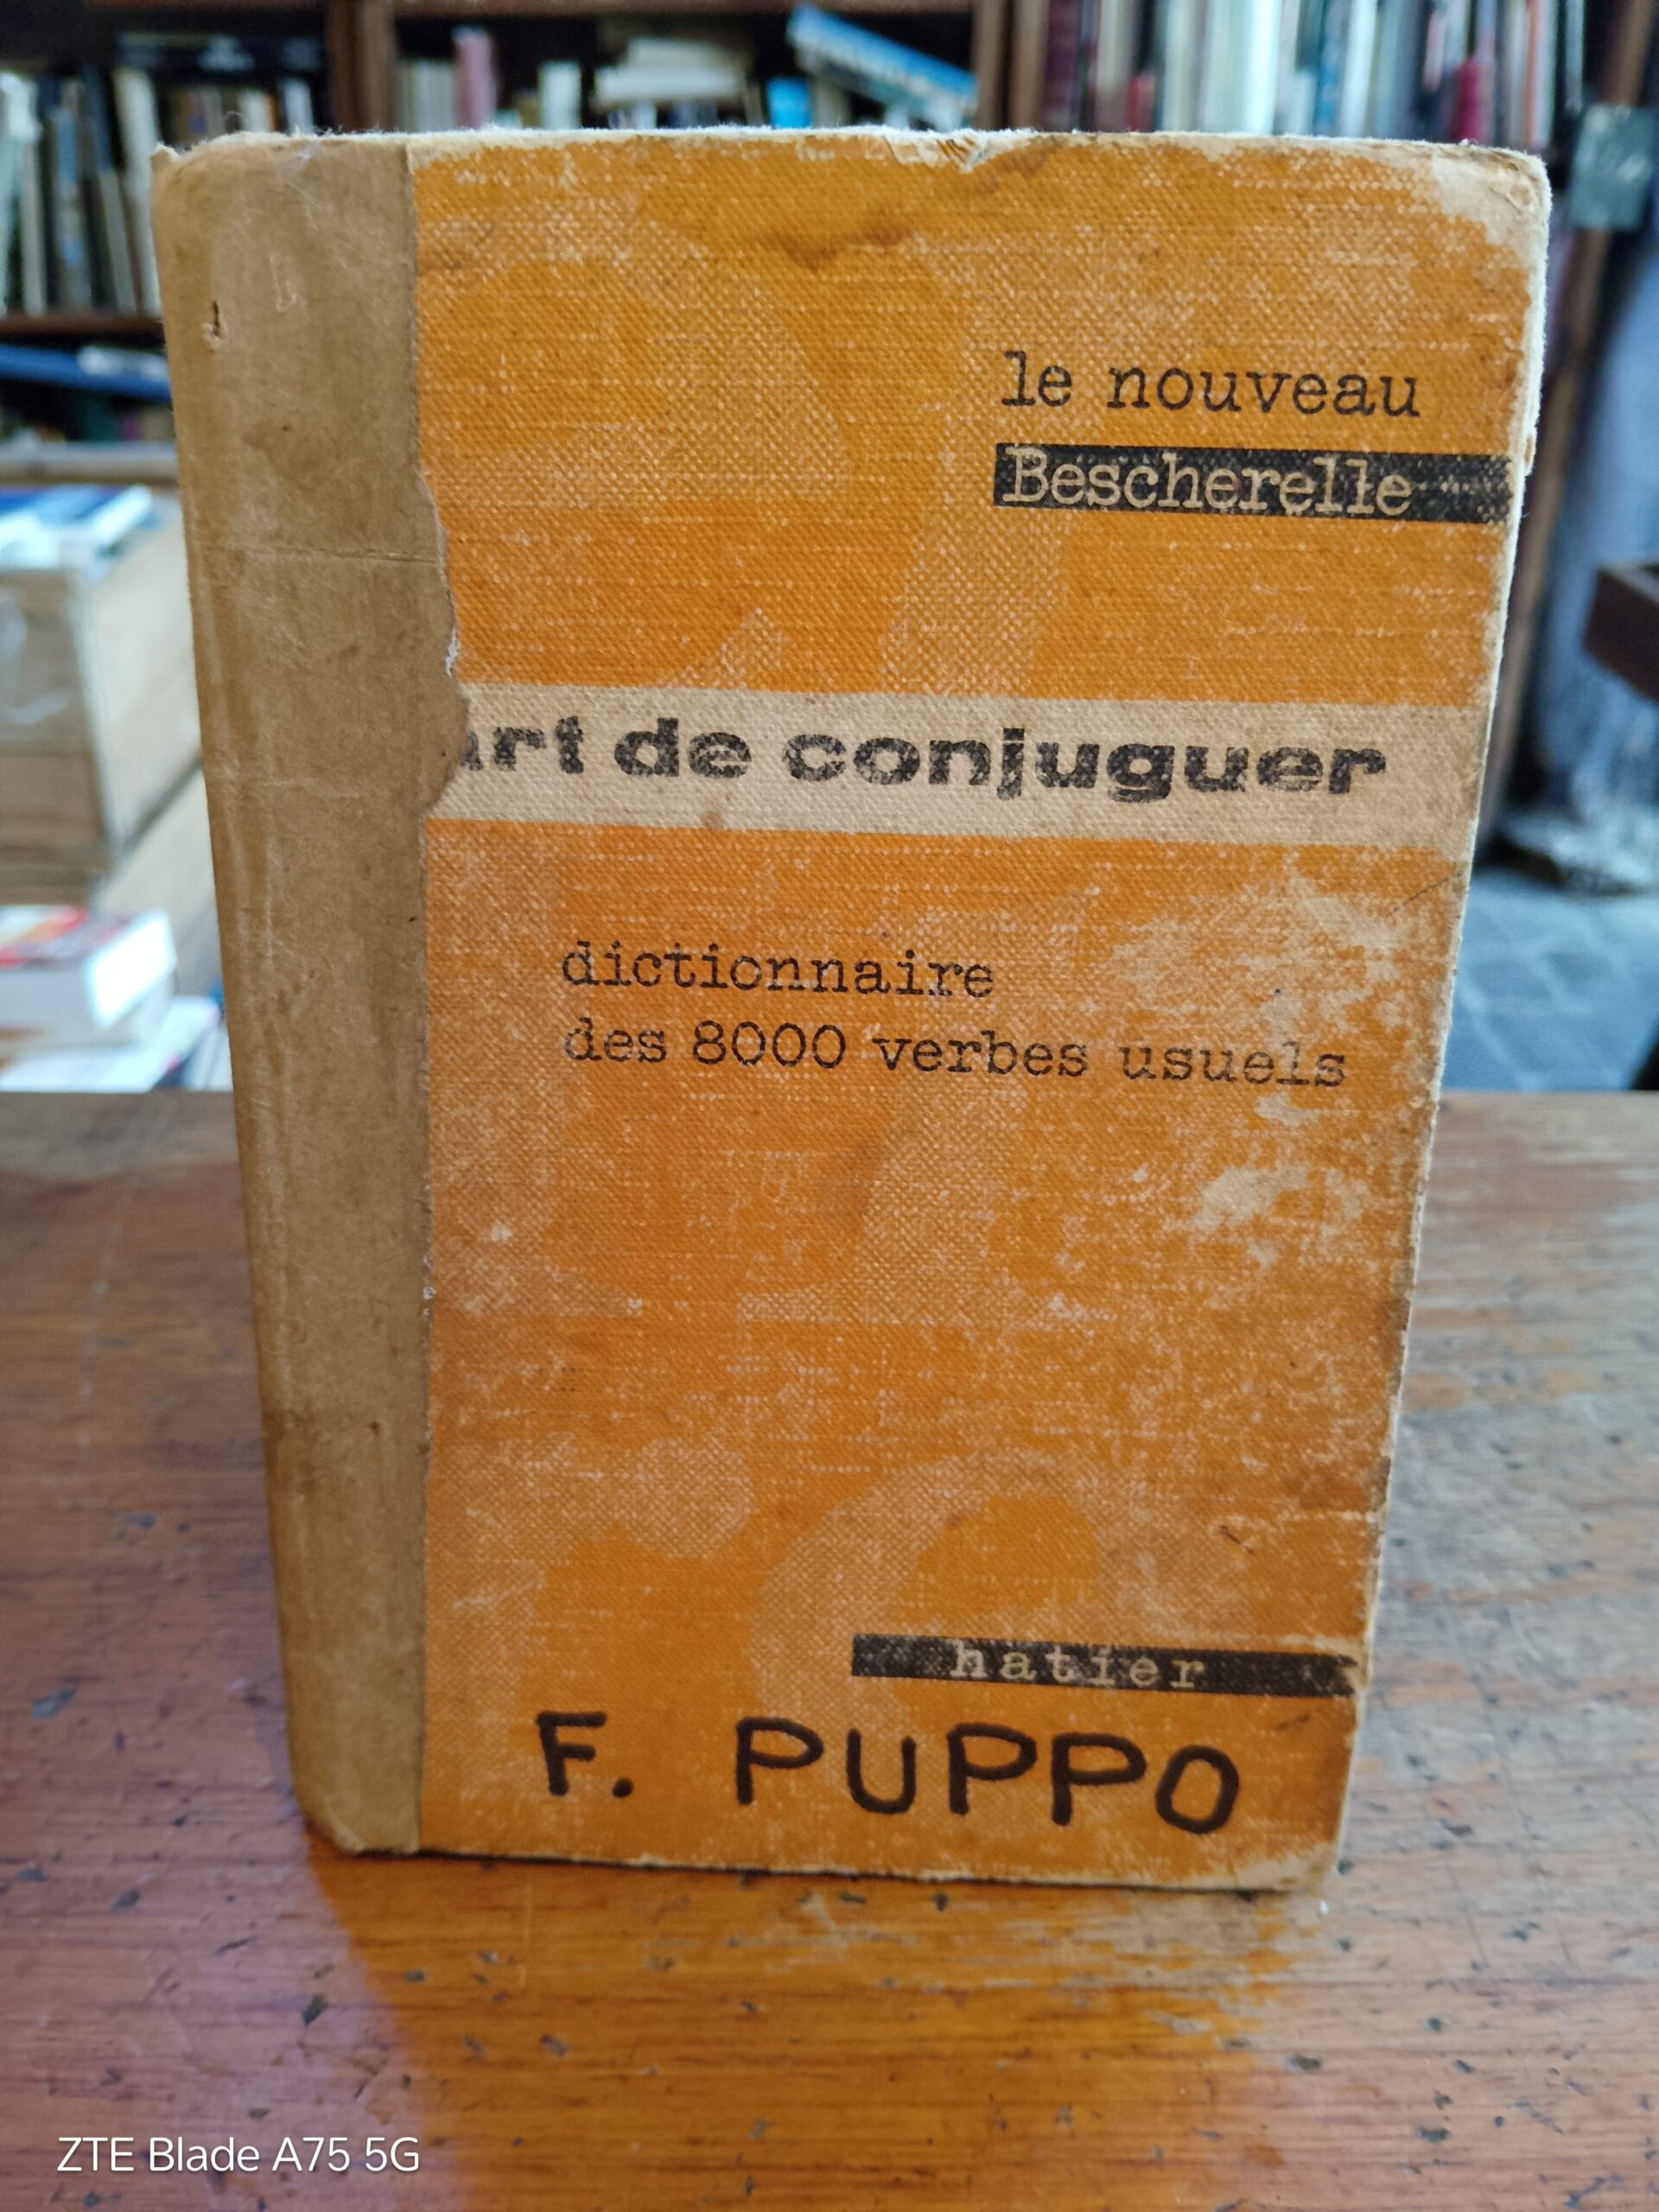 le nouveau
Bescherelle
art de conjuguer
dictionnaire
des 8000 verbes usuels
hatier
F. PUPPO
ZTE Blade A75 5G